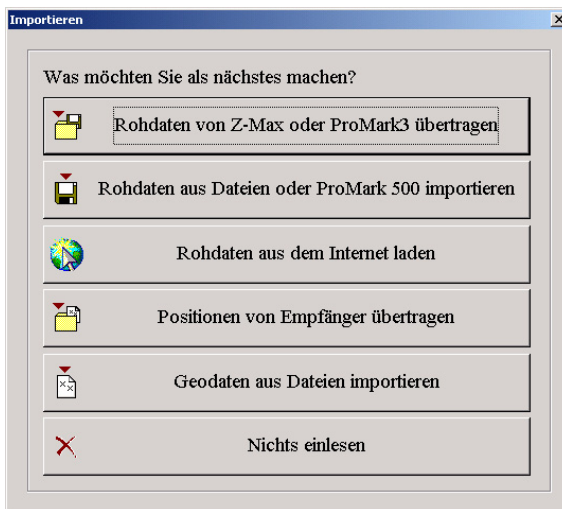 Importieren
Was möchten Sie als nächstes machen?
Rohdaten von Z-Max oder ProMark3 übertragen
Rohdaten aus Dateien oder ProMark 500 importieren
Rohdaten aus dem Internet laden
Positionen von Empfänger übertragen
Geodaten aus Dateien importieren
Nichts einlesen